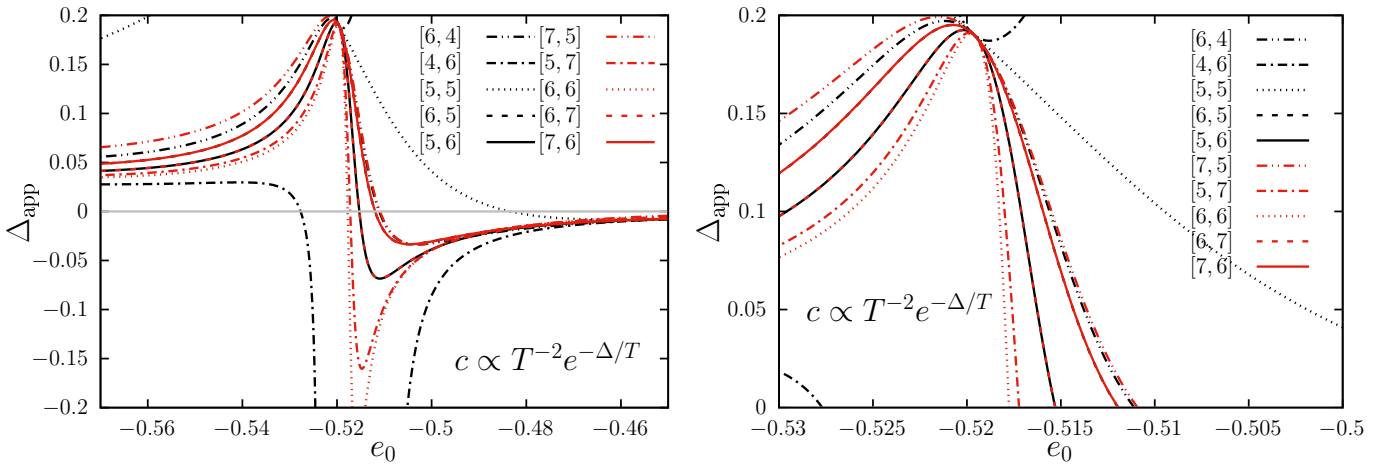 0.2
0.15
0.1
0.05
0
−0.05
−0.1
−0.15
−0.2
Δapp
[6, 4] [7, 5]
[4, 6] [5, 7]
[5, 5] [6, 6]
[6, 5] [6, 7]
[5, 6] [7, 6]
c ∝ T⁻²e^{−Δ/T}
−0.56 −0.54 −0.52 −0.5 −0.48 −0.46
e₀
0.2
0.15
0.1
0.05
0
Δapp
[6, 4]
[4, 6]
[5, 5]
[6, 5]
[5, 6]
[7, 5]
[5, 7]
[6, 6]
[6, 7]
[7, 6]
c ∝ T⁻²e^{−Δ/T}
−0.53 −0.525 −0.52 −0.515 −0.51 −0.505 −0.5
e₀